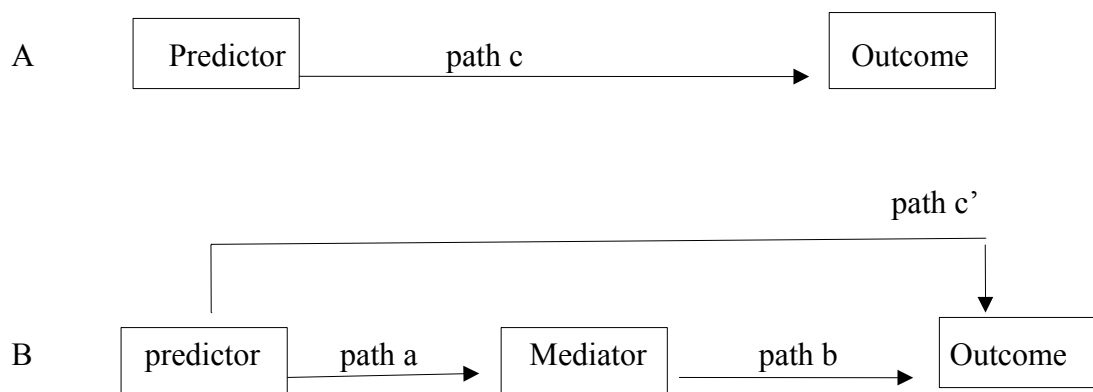 A Predictor path c Outcome
path c’
B predictor path a Mediator path b Outcome